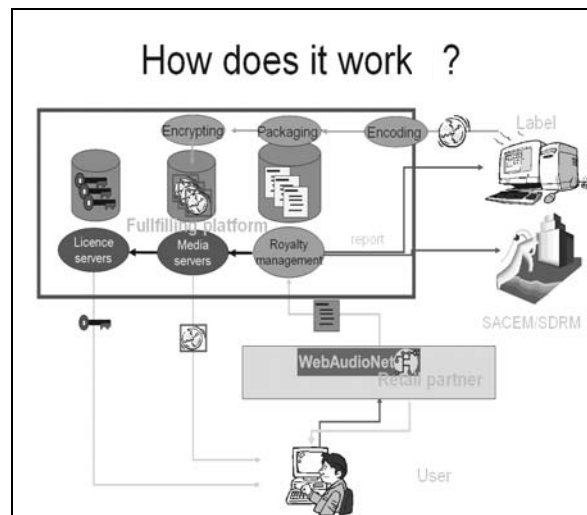 How does it work ?
Label
Encrypting
Packaging
Encoding
Fullfilling platform
Licence servers
Media servers
Royalty management
report
SACEM/SDRM
WebAudioNet
Retail partner
User